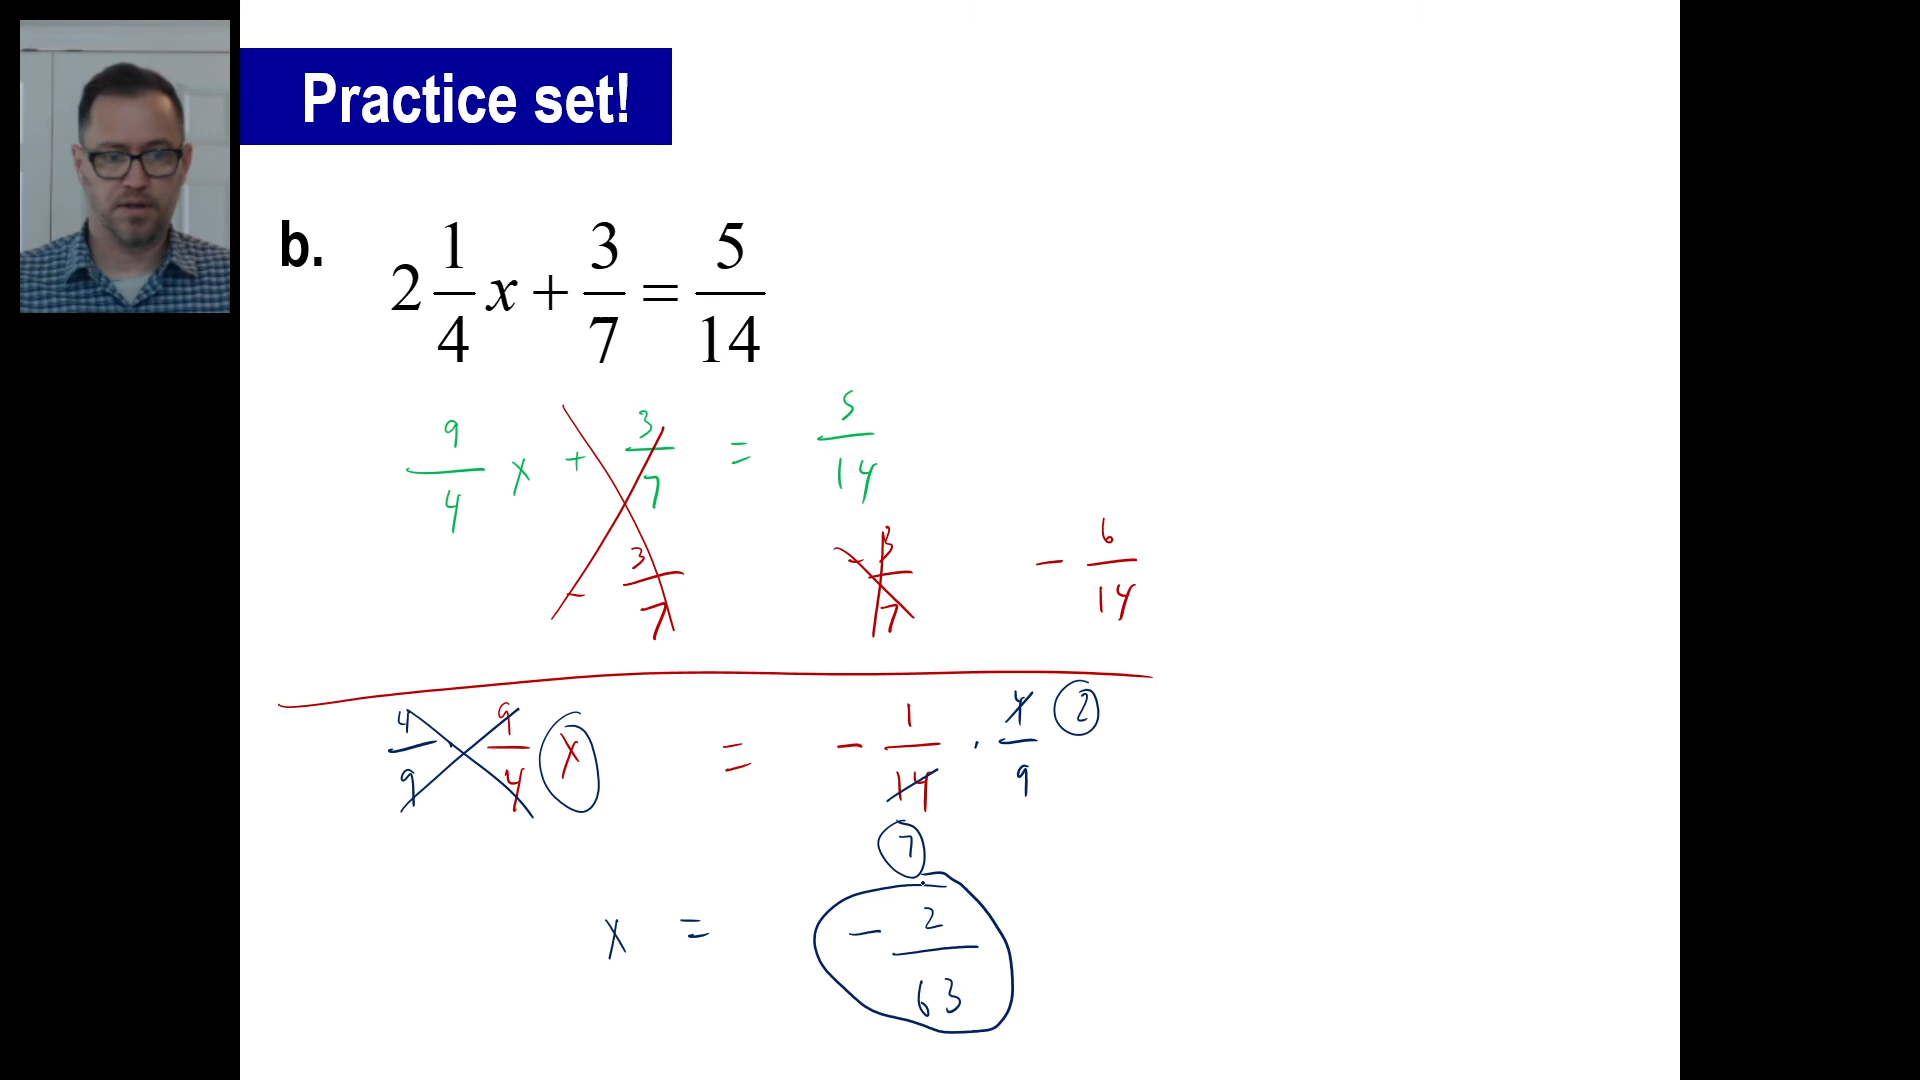 Practice set!
b. 2 1/4 x + 3/7 = 5/14
9/4 x + 3/7 = 5/14
- 3/7 - 3/7 - 6/14
4/9 9/4 x = - 1/14 · 4/9 2
7
x = - 2/63